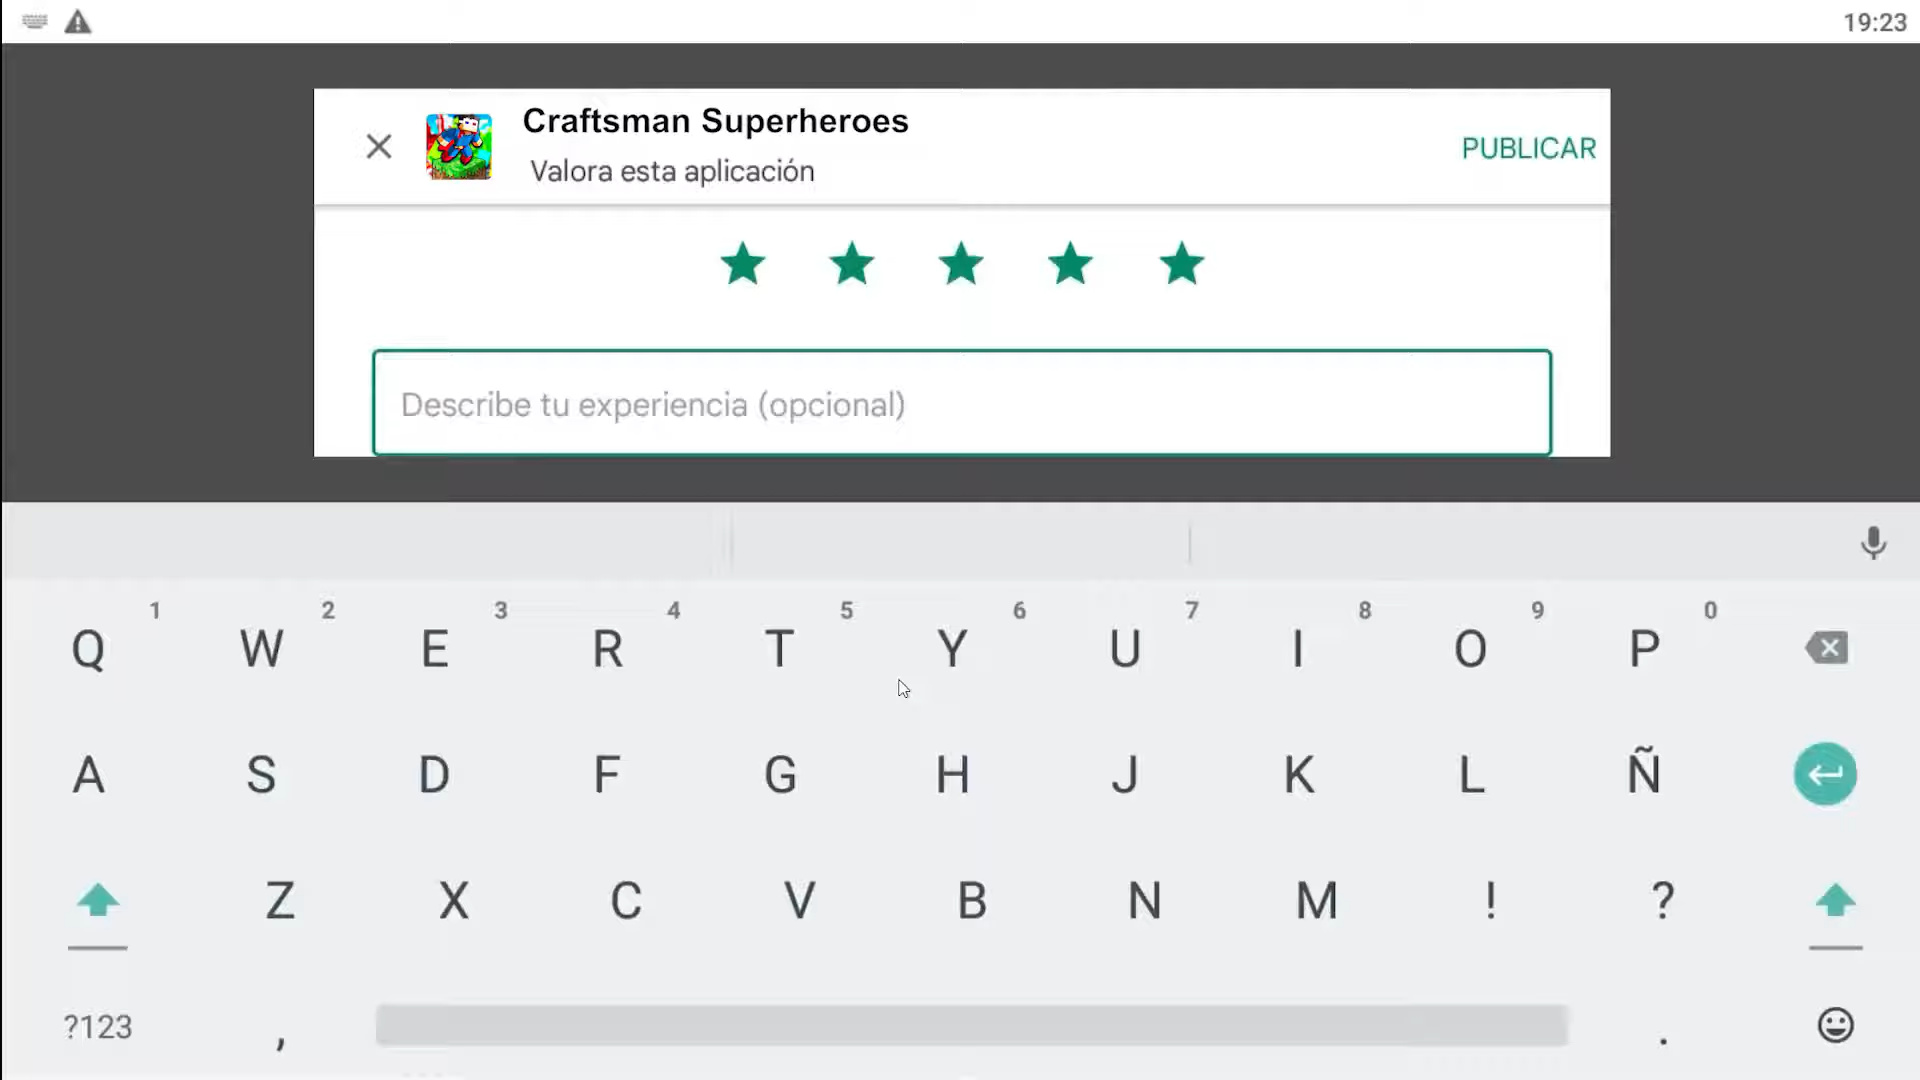 19:23
Craftsman Superheroes
Valora esta aplicación
PUBLICAR
Describe tu experiencia (opcional)
1 2 3 4 5 6 7 8 9 0
Q W E R T Y U I O P
A S D F G H J K L Ñ
Z X C V B N M ! ?
?123 , .